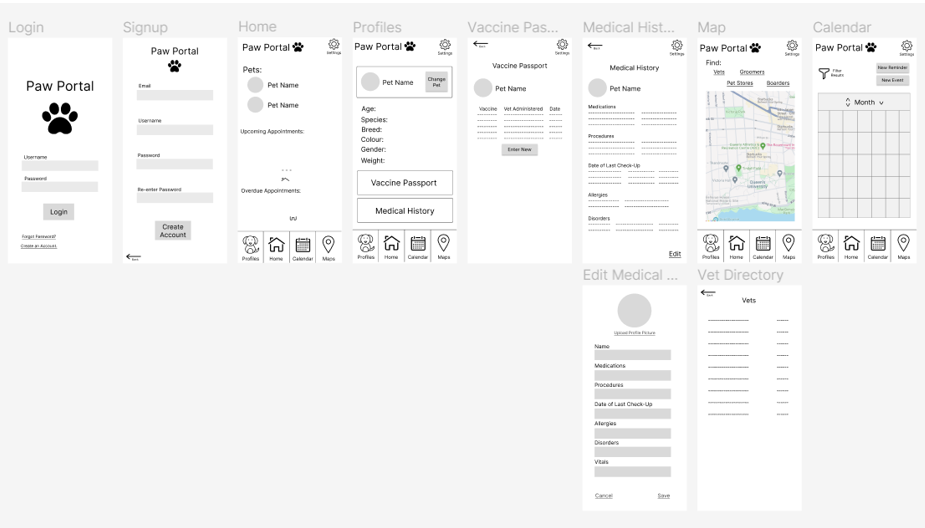 Login
Signup
Home
Profiles
Vaccine Pas...
Medical Hist...
Map
Calendar
Paw Portal
Username
Password
Login
Forgot Password?
Create an Account
Paw Portal
Email
Username
Password
Re-enter Password
Create
Account
Back
Paw Portal
Settings
Pets:
Pet Name
Pet Name
Upcoming Appointments:
Overdue Appointments:
Profiles
Home
Calendar
Maps
Paw Portal
Settings
Pet Name
Change
Pet
Age:
Species:
Breed:
Colour:
Gender:
Weight:
Vaccine Passport
Medical History
Profiles
Home
Calendar
Maps
Back
Settings
Vaccine Passport
Pet Name
Vaccine
Vet Administered
Date
Enter New
Back
Settings
Medical History
Pet Name
Medications
Procedures
Date of Last Check-Up
Allergies
Disorders
Edit
Paw Portal
Settings
Find:
Vets
Groomers
Pet Stores
Boarders
Profiles
Home
Calendar
Maps
Paw Portal
Settings
Filter
Results
New Reminder
New Event
Month
Profiles
Home
Calendar
Maps
Edit Medical ...
Vet Directory
Upload Profile Picture
Name
Medications
Procedures
Date of Last Check-Up
Allergies
Disorders
Vitals
Cancel
Save
Back
Vets